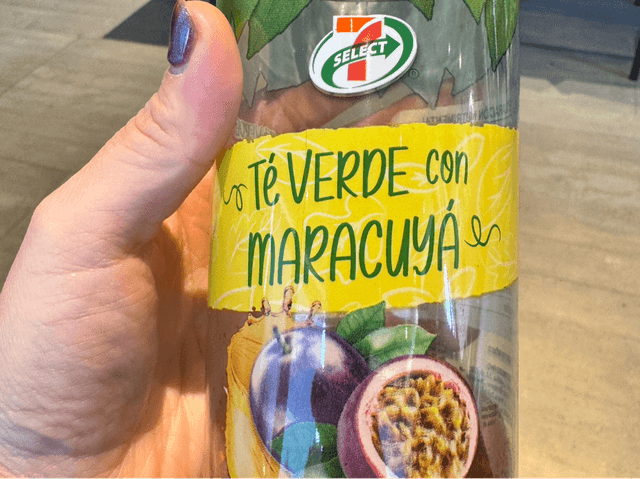 7
SELECT
®
Té VERDE con
MARACUYÁ